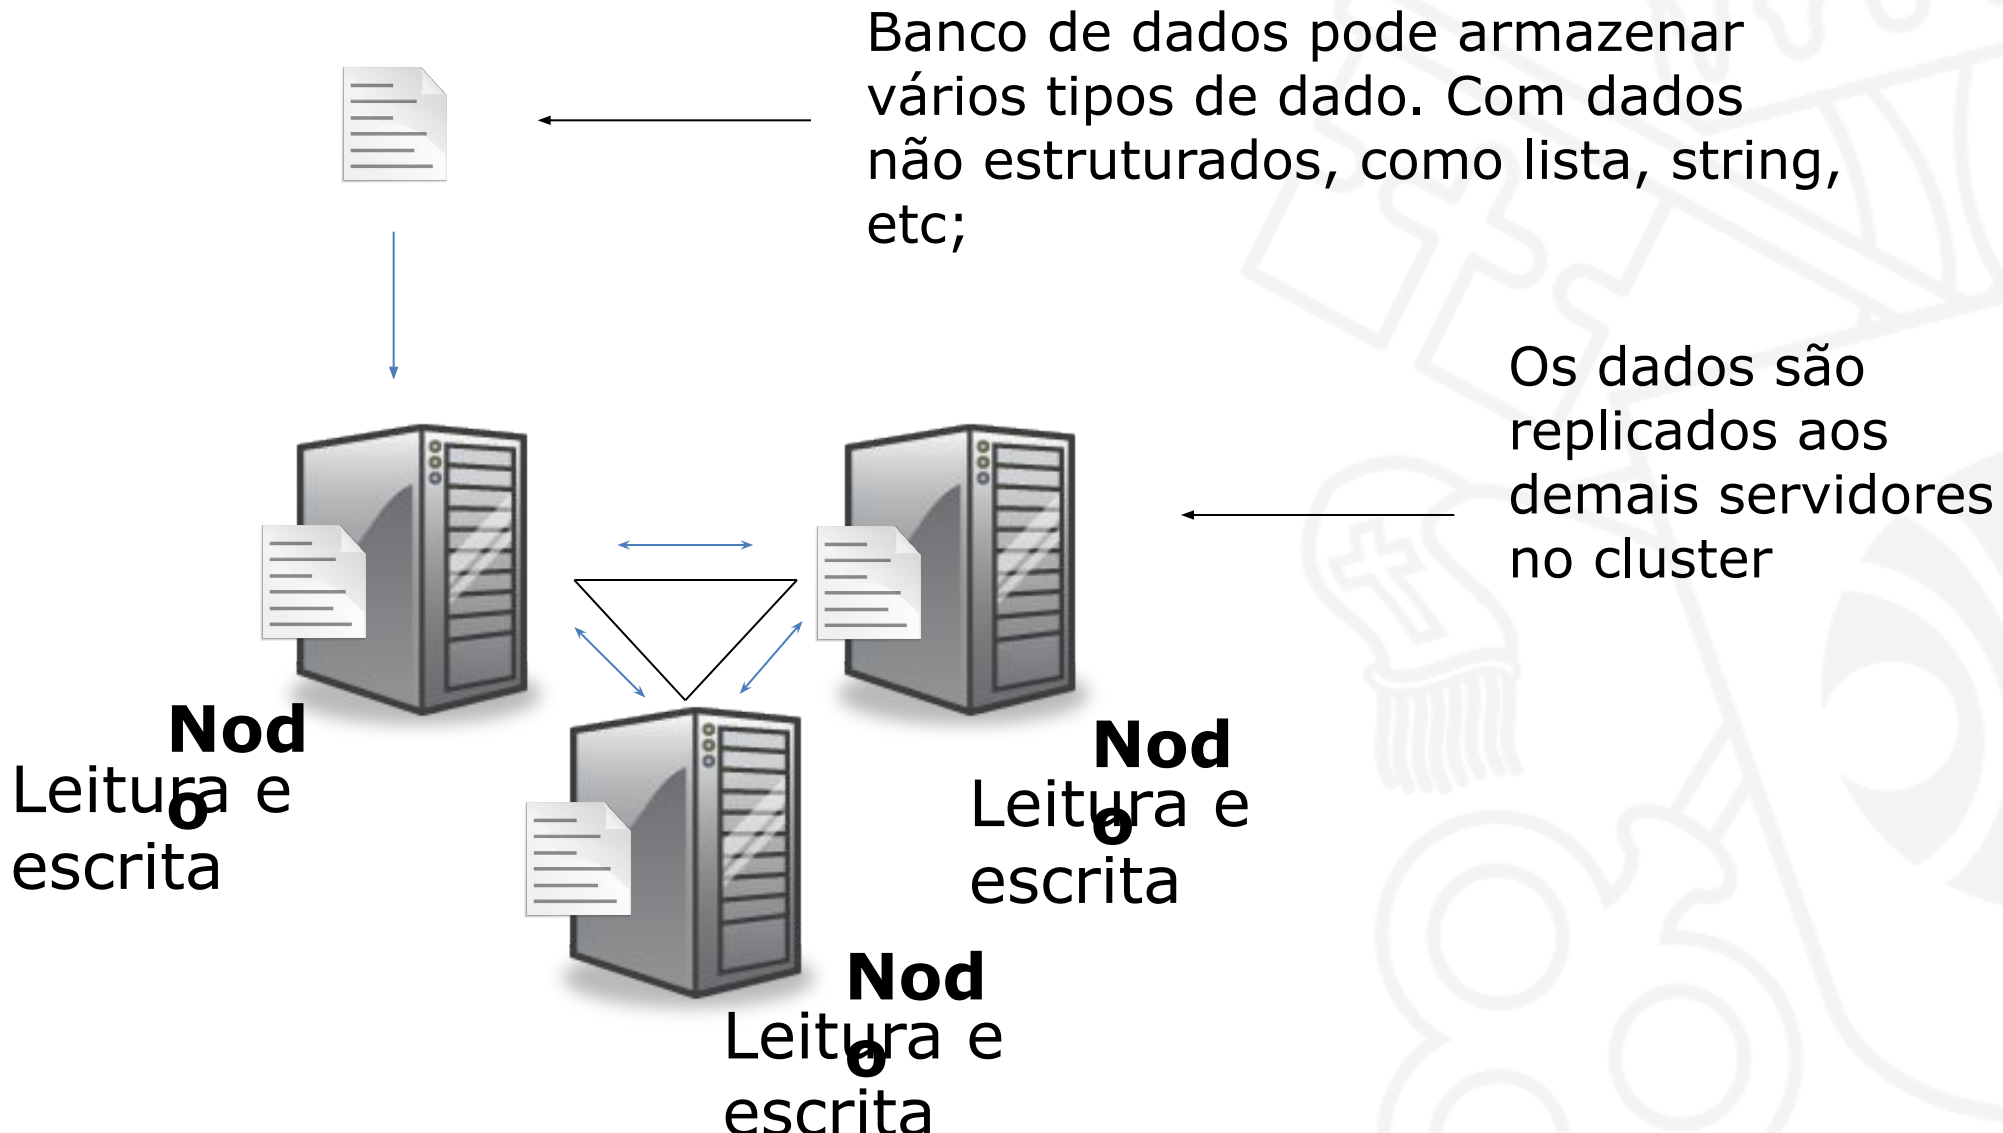 Banco de dados pode armazenar
vários tipos de dado. Com dados
não estruturados, como lista, string,
etc;
Os dados são
replicados aos
demais servidores
no cluster
Nod
o
Leitura e
escrita
Nod
o
Leitura e
escrita
Nod
o
Leitura e
escrita